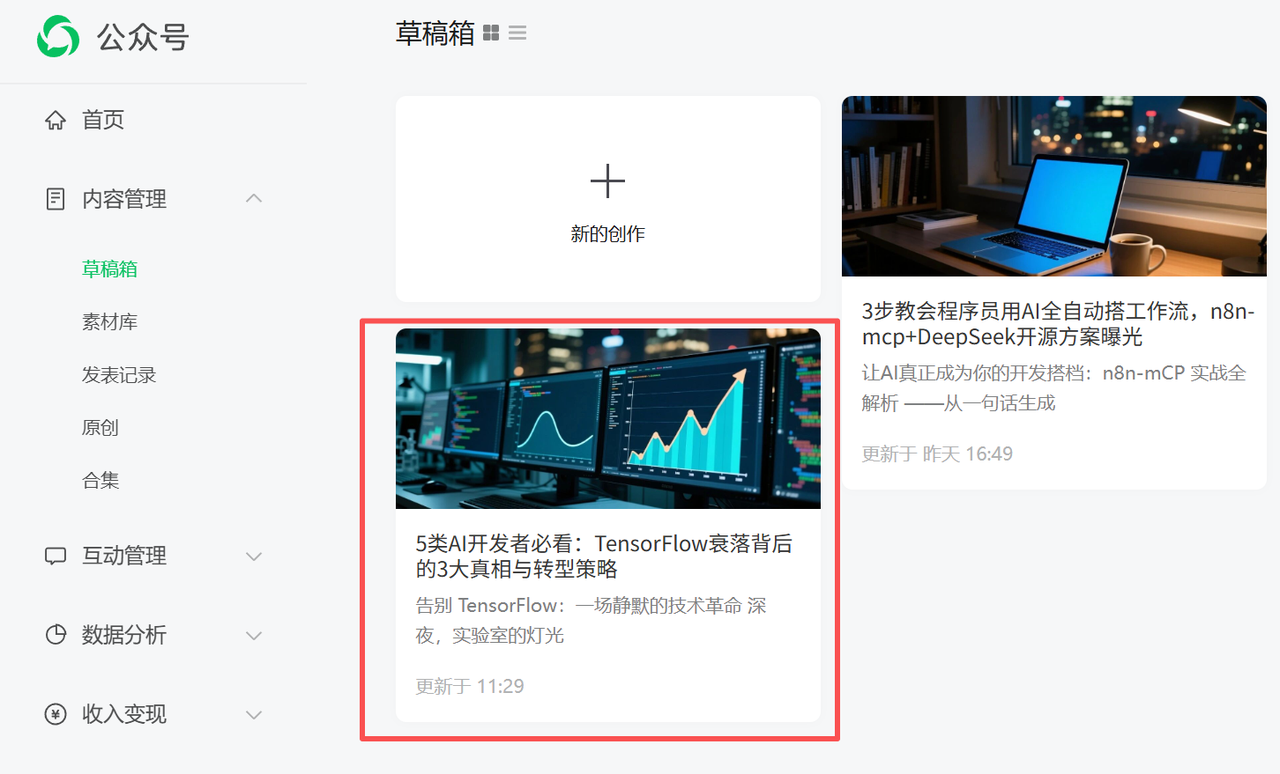 公众号
首页
内容管理
草稿箱
素材库
发表记录
原创
合集
互动管理
数据分析
收入变现
草稿箱
新的创作
3步教会程序员用AI全自动搭工作流，n8n-
mcp+DeepSeek开源方案曝光
让AI真正成为你的开发搭档：n8n-mCP 实战全
解析 ——从一句话生成
更新于 昨天 16:49
5类AI开发者必看：TensorFlow衰落背后
的3大真相与转型策略
告别 TensorFlow：一场静默的技术革命 深
夜，实验室的灯光
更新于 11:29